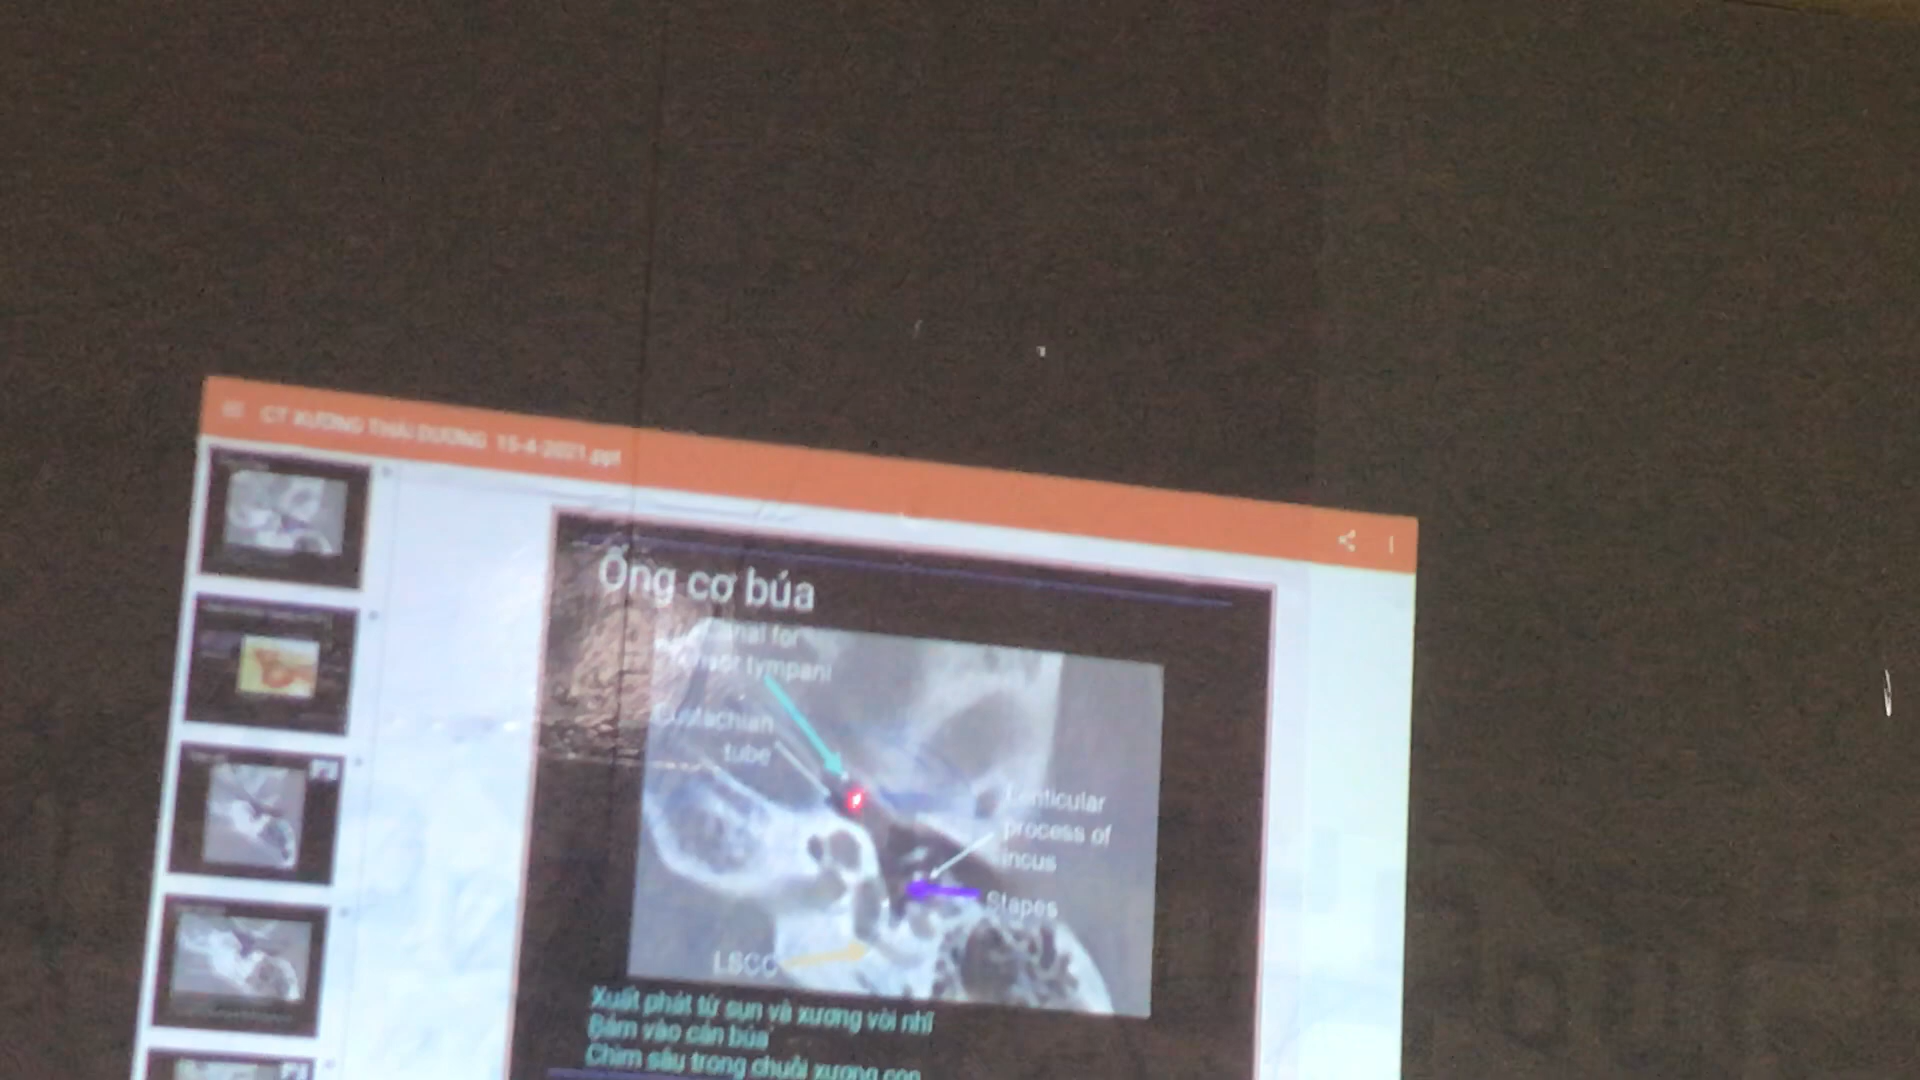 CT XƯƠNG THÁI DƯƠNG 15-4-2021.ppt
Ống cơ búa
Canal for
tensor tympani
Eustachian
tube
Lenticular
process of
incus
Stapes
LSCC
Xuất phát từ sụn và xương vòi nhĩ
Bám vào cán búa
Chìm sâu trong chuỗi xương con